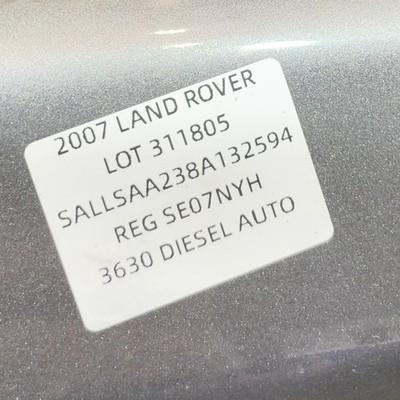 2007 LAND ROVER
LOT 311805
SALLSAA238A132594
REG SE07NYH
3630 DIESEL AUTO